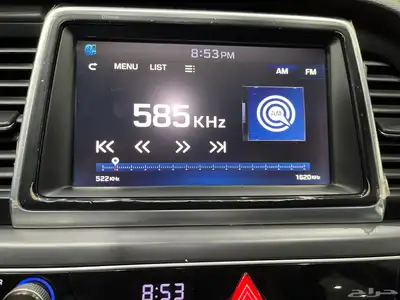 8:53 PM
MENU LIST AM FM
585 KHz
AM
522 KHz 1620 KHz
8:53
حراج